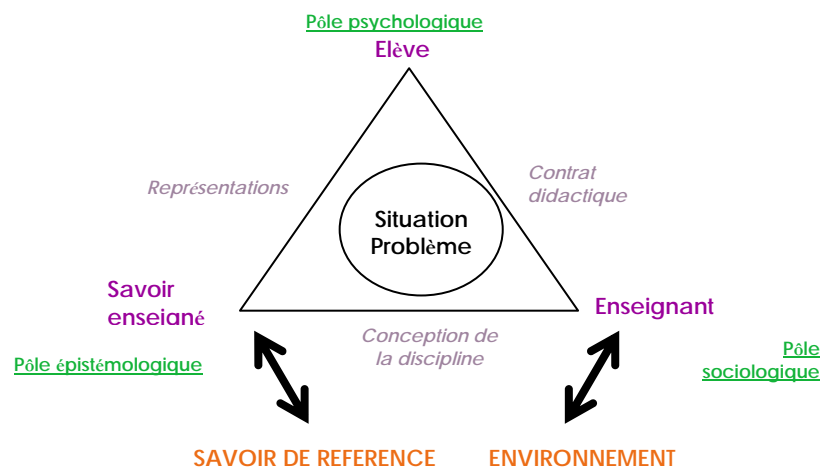 Pôle psychologique
Elève
Représentations
Contrat
didactique
Situation
Problème
Savoir
enseigné
Enseignant
Conception de
la discipline
Pôle épistémologique
Pôle
sociologique
SAVOIR DE REFERENCE
ENVIRONNEMENT